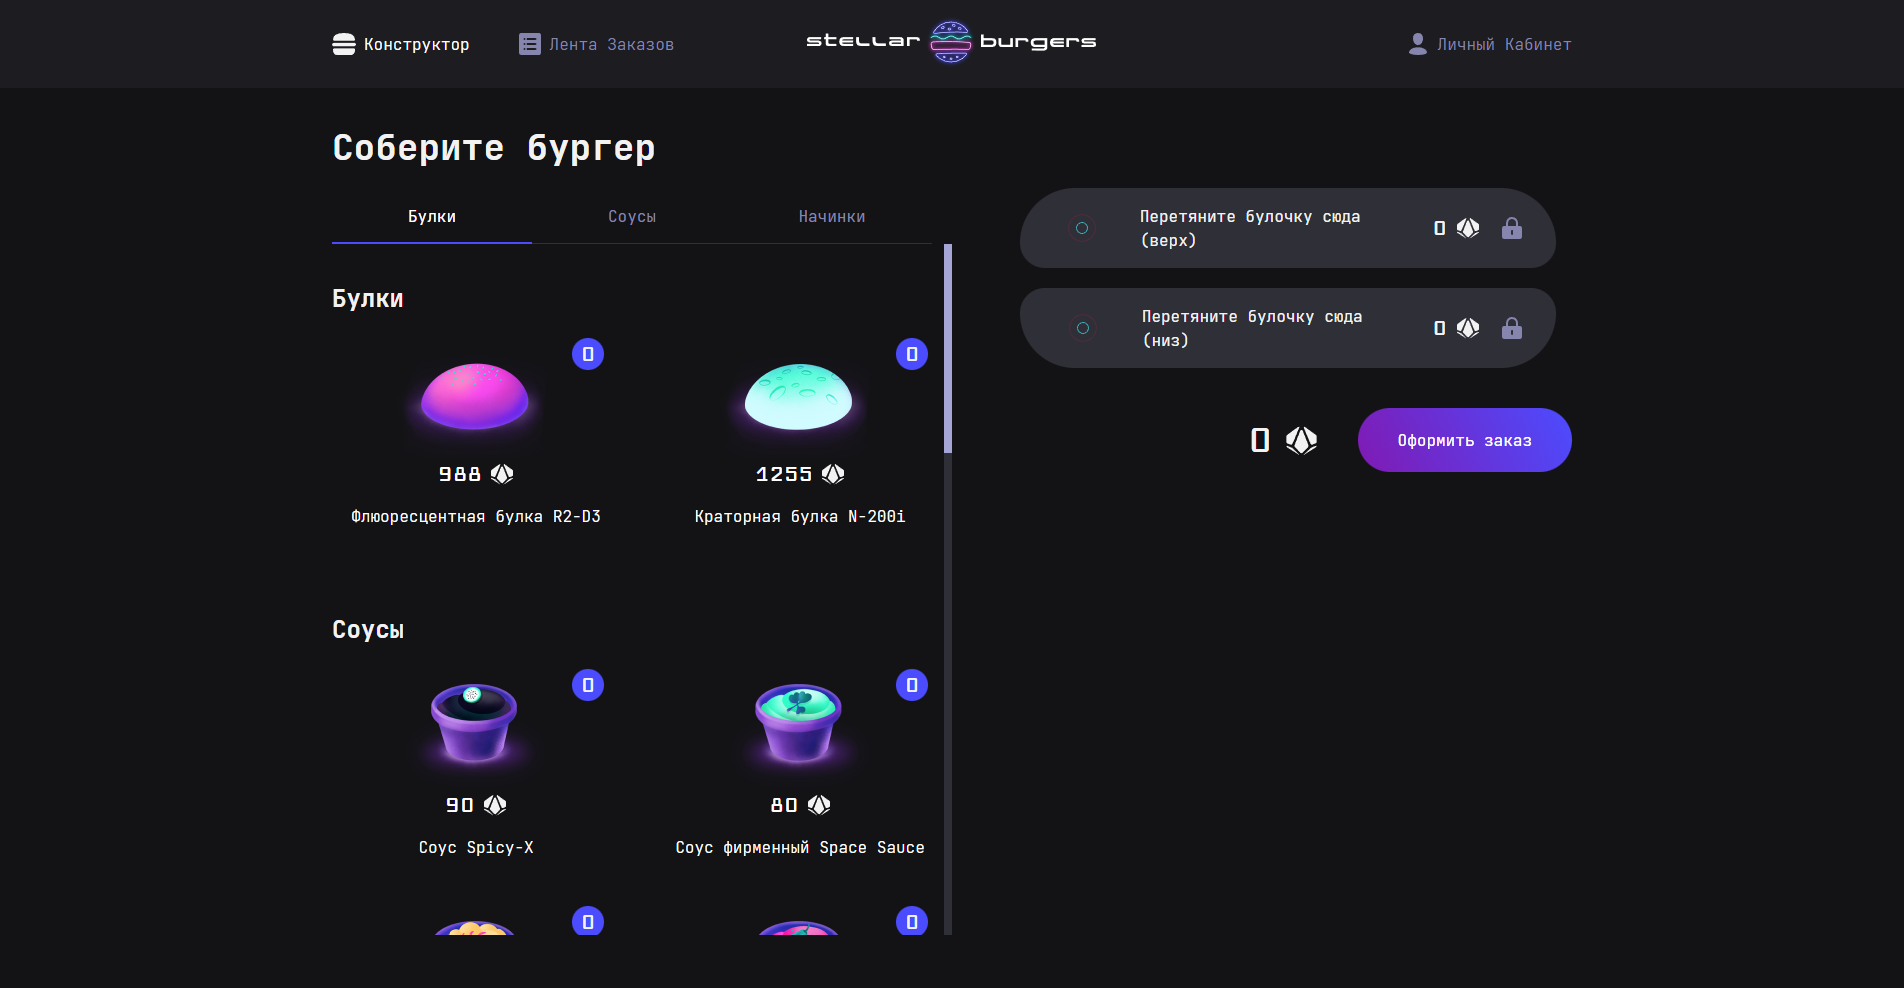 Конструктор
Лента Заказов
stellar burgers
Личный Кабинет
Соберите бургер
Булки
Соусы
Начинки
Булки
0
0
988
1255
Флюоресцентная булка R2-D3
Краторная булка N-200i
Соусы
0
0
90
80
Соус Spicy-X
Соус фирменный Space Sauce
0
0
Перетяните булочку сюда
(верх)
0
Перетяните булочку сюда
(низ)
0
0
Оформить заказ